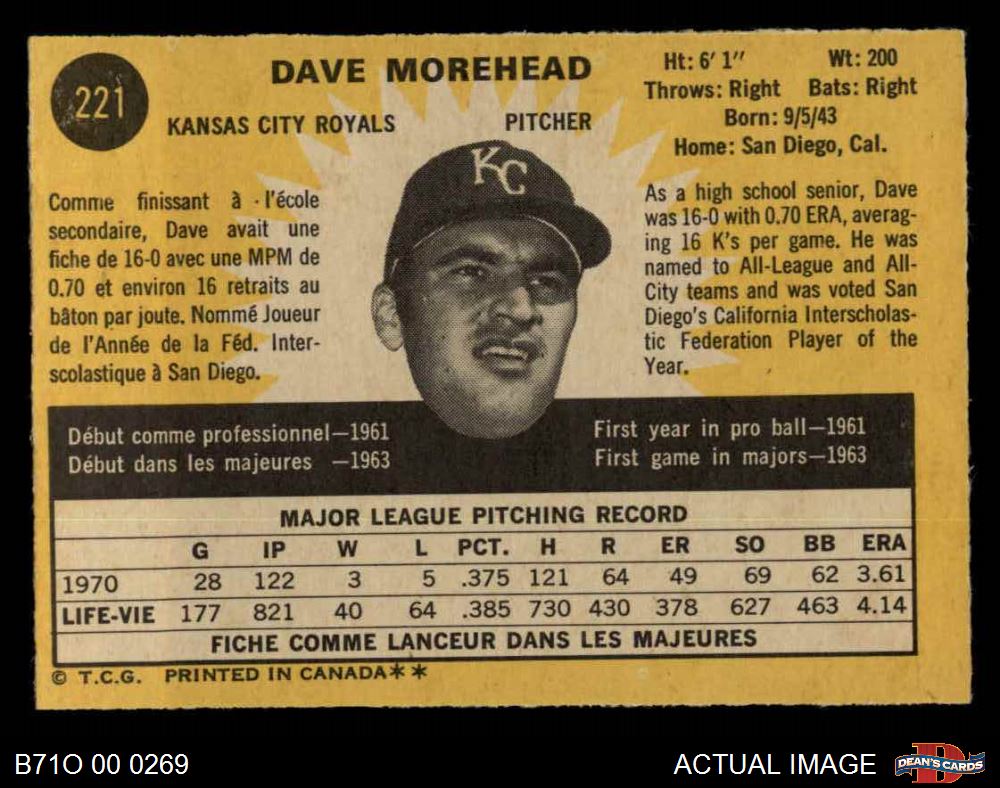 221
DAVE MOREHEAD
KANSAS CITY ROYALS PITCHER
Ht: 6' 1" Wt: 200
Throws: Right Bats: Right
Born: 9/5/43
Home: San Diego, Cal.
KC
Comme finissant à l'école
secondaire, Dave avait une
fiche de 16-0 avec une MPM de
0.70 et environ 16 retraits au
bâton par joute. Nommé Joueur
de l'Année de la Féd. Inter-
scolastique à San Diego.
As a high school senior, Dave
was 16-0 with 0.70 ERA, averag-
ing 16 K's per game. He was
named to All-League and All-
City teams and was voted San
Diego's California Interscholas-
tic Federation Player of the
Year.
Début comme professionnel—1961
Début dans les majeures —1963
First year in pro ball—1961
First game in majors—1963
MAJOR LEAGUE PITCHING RECORD
G IP W L PCT. H R ER SO BB ERA
1970 28 122 3 5 .375 121 64 49 69 62 3.61
LIFE-VIE 177 821 40 64 .385 730 430 378 627 463 4.14
FICHE COMME LANCEUR DANS LES MAJEURES
© T.C.G. PRINTED IN CANADA**
B71O 00 0269
ACTUAL IMAGE
DEAN'S CARDS